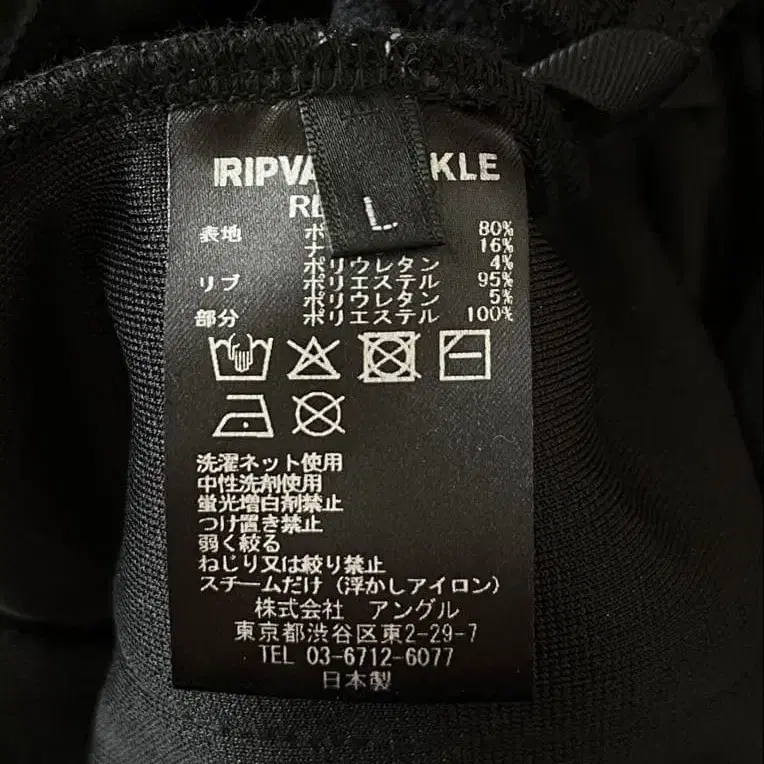 RIPVA KLE
L
RE
表地 ポ 80%
ナ 16%
ポリウレタン 4%
リブ ポリエステル 95%
ポリウレタン 5%
部分 ポリエステル 100%
洗濯ネット使用
中性洗剤使用
蛍光増白剤禁止
つけ置き禁止
弱く絞る
ねじり又は絞り禁止
スチームだけ（浮かしアイロン）
株式会社 アングル
東京都渋谷区東2-29-7
TEL 03-6712-6077
日本製